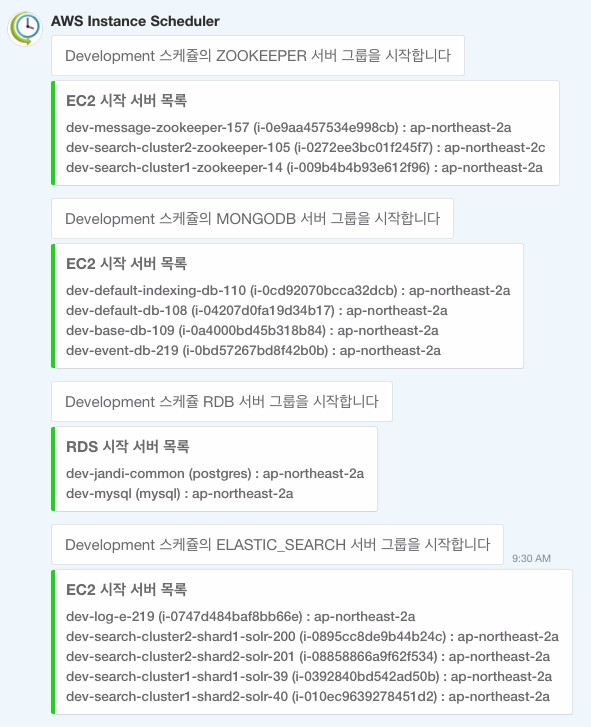 AWS Instance Scheduler
Development 스케쥴의 ZOOKEEPER 서버 그룹을 시작합니다
EC2 시작 서버 목록
dev-message-zookeeper-157 (i-0e9aa457534e998cb) : ap-northeast-2a
dev-search-cluster2-zookeeper-105 (i-0272ee3bc01f245f7) : ap-northeast-2c
dev-search-cluster1-zookeeper-14 (i-009b4b4b93e612f96) : ap-northeast-2a
Development 스케쥴의 MONGODB 서버 그룹을 시작합니다
EC2 시작 서버 목록
dev-default-indexing-db-110 (i-0cd92070bcca32dcb) : ap-northeast-2a
dev-default-db-108 (i-04207d0fa19d34b17) : ap-northeast-2a
dev-base-db-109 (i-0a4000bd45b318b84) : ap-northeast-2a
dev-event-db-219 (i-0bd57267bd8f42b0b) : ap-northeast-2a
Development 스케쥴 RDB 서버 그룹을 시작합니다
RDS 시작 서버 목록
dev-jandi-common (postgres) : ap-northeast-2a
dev-mysql (mysql) : ap-northeast-2a
Development 스케쥴의 ELASTIC_SEARCH 서버 그룹을 시작합니다
9:30 AM
EC2 시작 서버 목록
dev-log-e-219 (i-0747d484baf8bb66e) : ap-northeast-2a
dev-search-cluster2-shard1-solr-200 (i-0895cc8de9b44b24c) : ap-northeast-2a
dev-search-cluster2-shard2-solr-201 (i-08858866a9f62f534) : ap-northeast-2a
dev-search-cluster1-shard1-solr-39 (i-0392840bd542ad50b) : ap-northeast-2a
dev-search-cluster1-shard2-solr-40 (i-010ec9639278451d2) : ap-northeast-2a